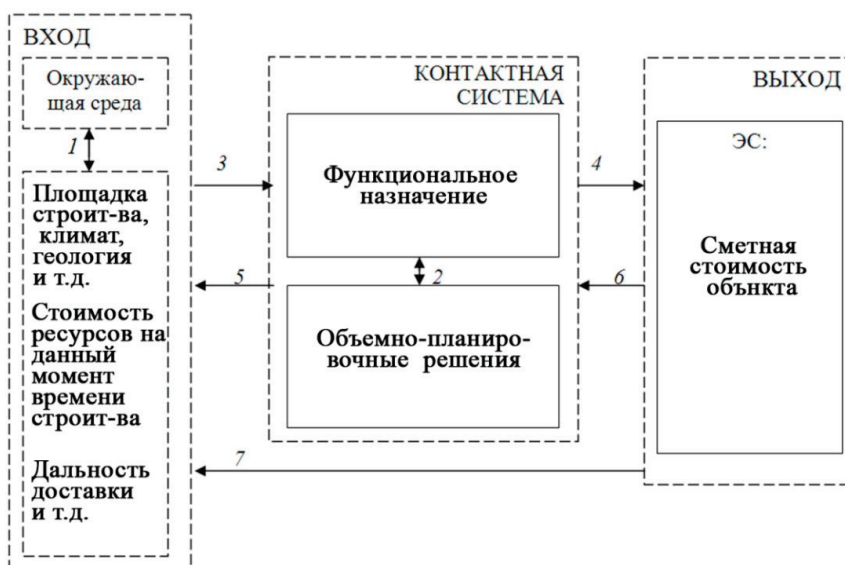 ВХОД
Окружаю-
щая среда
1
Площадка
строит-ва,
климат,
геология
и т.д.
Стоимость
ресурсов на
данный
момент
времени
строит-ва
Дальность
доставки
и т.д.
3
5
КОНТАКТНАЯ
СИСТЕМА
Функциональное
назначение
2
Объемно-планиро-
вочные решения
4
6
7
ВЫХОД
ЭС:
Сметная
стоимость
обънкта